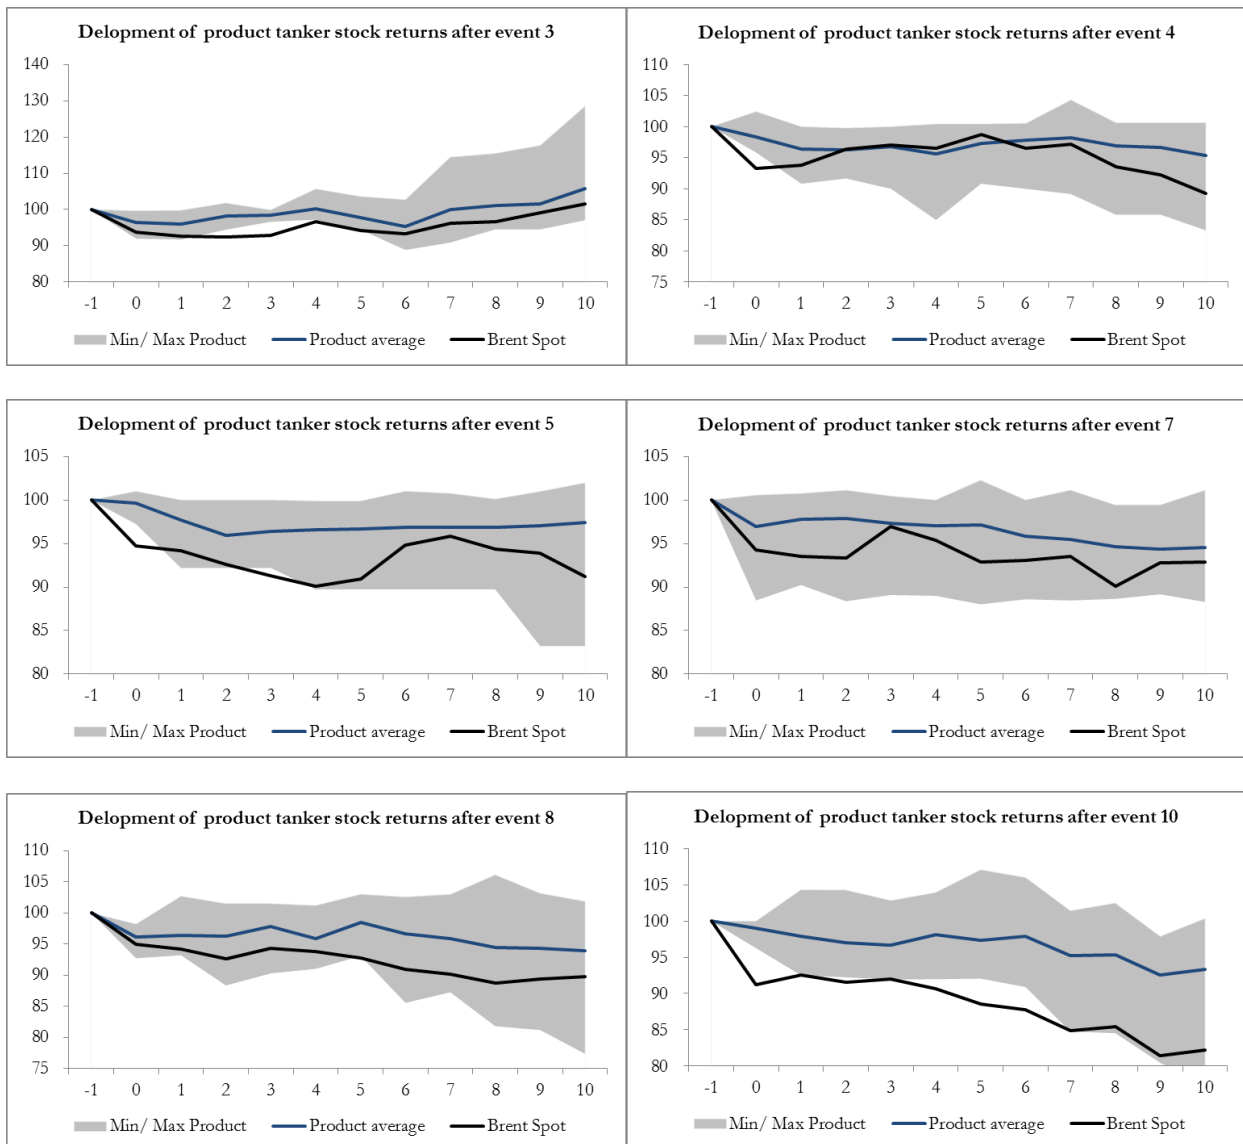 Delopment of product tanker stock returns after event 3
140
130
120
110
100
90
80
-1 0 1 2 3 4 5 6 7 8 9 10
Min/ Max Product Product average Brent Spot
Delopment of product tanker stock returns after event 4
110
105
100
95
90
85
80
75
-1 0 1 2 3 4 5 6 7 8 9 10
Min/ Max Product Product average Brent Spot
Delopment of product tanker stock returns after event 5
105
100
95
90
85
80
-1 0 1 2 3 4 5 6 7 8 9 10
Min/ Max Product Product average Brent Spot
Delopment of product tanker stock returns after event 7
105
100
95
90
85
80
-1 0 1 2 3 4 5 6 7 8 9 10
Min/ Max Product Product average Brent Spot
Delopment of product tanker stock returns after event 8
110
105
100
95
90
85
80
75
-1 0 1 2 3 4 5 6 7 8 9 10
Min/ Max Product Product average Brent Spot
Delopment of product tanker stock returns after event 10
110
105
100
95
90
85
80
-1 0 1 2 3 4 5 6 7 8 9 10
Min/ Max Product Product average Brent Spot